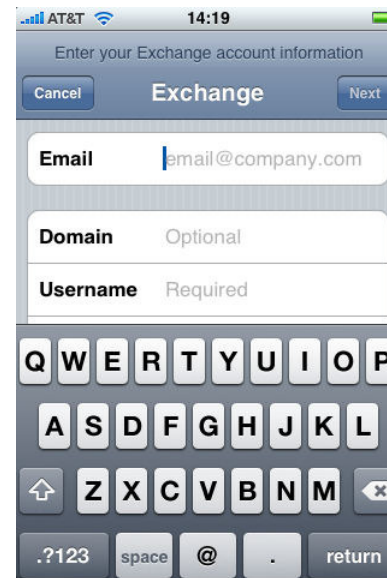 AT&T 14:19
Enter your Exchange account information
Cancel Exchange Next
Email email@company.com
Domain Optional
Username Required
Q W E R T Y U I O P
A S D F G H J K L
Z X C V B N M
.?123 space @ . return